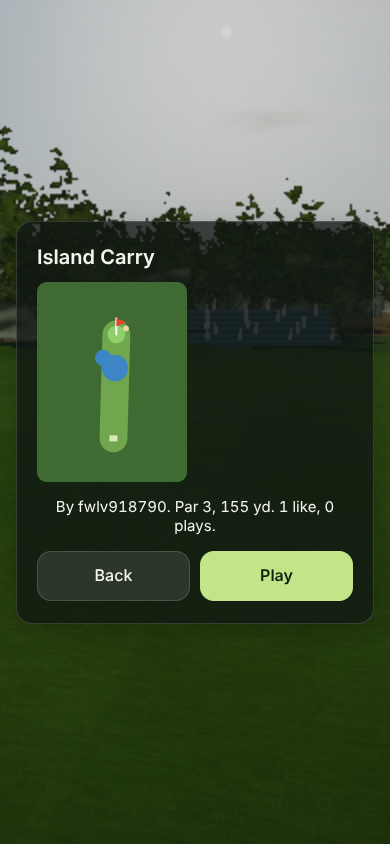 Island Carry
By fwlv918790. Par 3, 155 yd. 1 like, 0
plays.
Back
Play